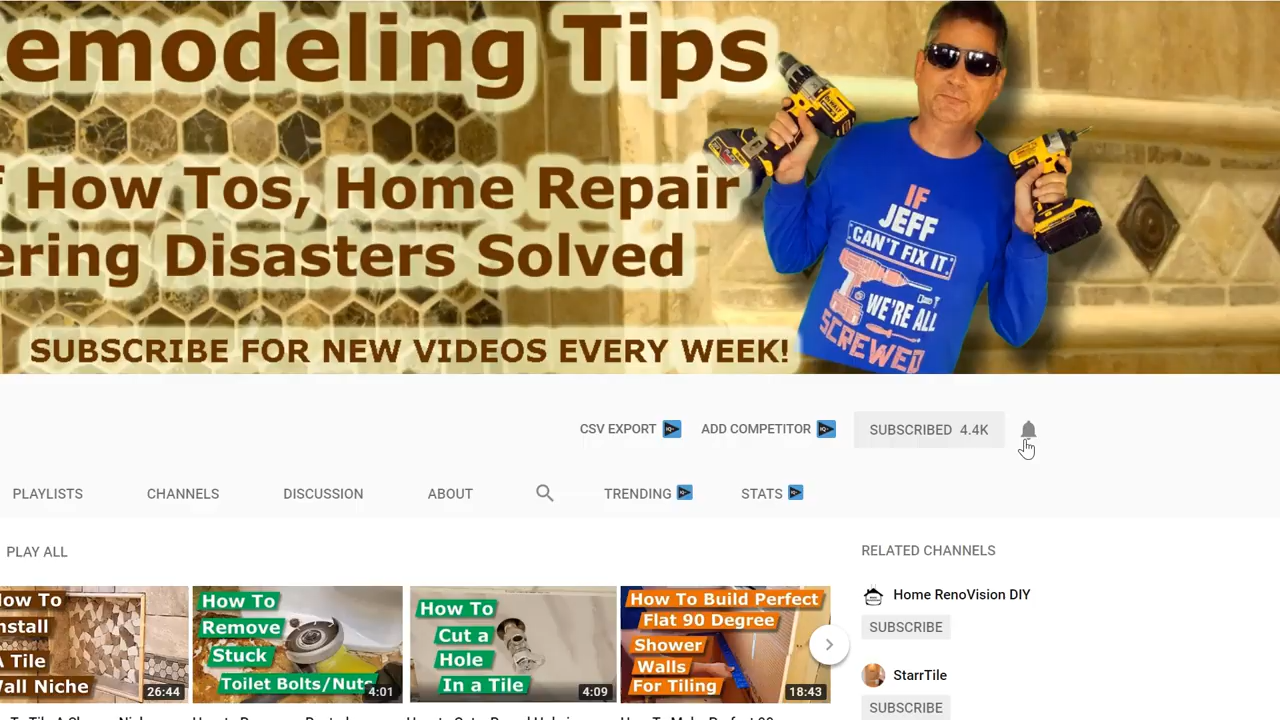 emodeling Tips
How Tos, Home Repair
ering Disasters Solved
SUBSCRIBE FOR NEW VIDEOS EVERY WEEK!
IF
JEFF
CAN'T FIX IT
WE'RE ALL
SCREWED
CSV EXPORT
ADD COMPETITOR
SUBSCRIBED 4.4K
PLAYLISTS
CHANNELS
DISCUSSION
ABOUT
TRENDING
STATS
PLAY ALL
RELATED CHANNELS
How To
nstall
A Tile
Wall Niche
26:44
How To
Remove
Stuck
Toilet Bolts/Nuts
4:01
How To
Cut a
Hole
In a Tile
4:09
How To Build Perfect
Flat 90 Degree
Shower
Walls
For Tiling
18:43
Home RenoVision DIY
SUBSCRIBE
StarrTile
SUBSCRIBE